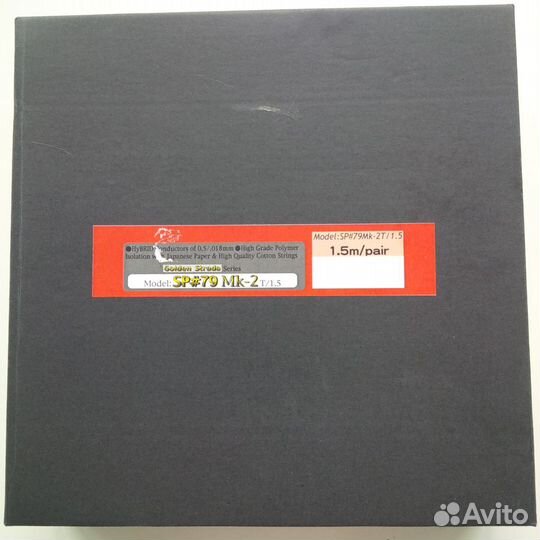 ●HyBRID conductors of 0.5/.018mm ●High Grade Polymer
Isolation Japanese Paper & High Quality Cotton Strings
Golden Strada Series
Model:SP#79 Mk-2 T/1.5
Model:SP#79Mk-2T/1.5
1.5m/pair
Avito